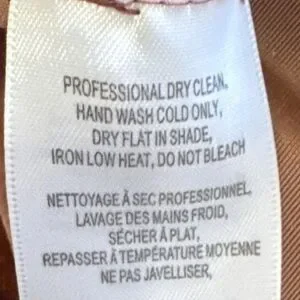 PROFESSIONAL DRY CLEAN,
HAND WASH COLD ONLY,
DRY FLAT IN SHADE,
IRON LOW HEAT, DO NOT BLEACH
NETTOYAGE À SEC PROFESSIONNEL,
LAVAGE DES MAINS FROID,
SÉCHER À PLAT,
REPASSER À TEMPÉRATURE MOYENNE
NE PAS JAVELLISER,